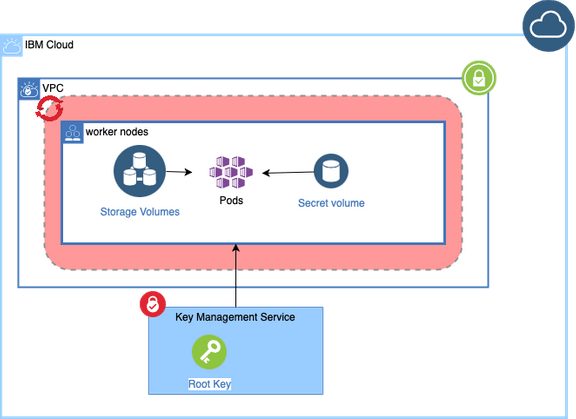 IBM Cloud
VPC
worker nodes
Storage Volumes
Pods
Secret volume
Key Management Service
Root Key